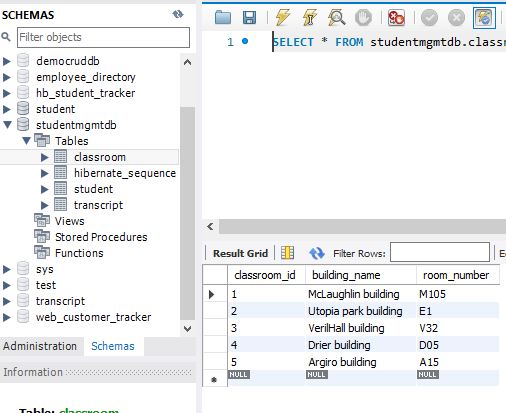 SCHEMAS
Filter objects
democruddb
employee_directory
hb_student_tracker
student
studentmgmtdb
Tables
classroom
hibernate_sequence
student
transcript
Views
Stored Procedures
Functions
sys
test
transcript
web_customer_tracker
Administration Schemas
Information
Table: classroom
1 SELECT * FROM studentmgmtdb.classr
Result Grid Filter Rows:
classroom_id building_name room_number
1 McLaughlin building M105
2 Utopia park building E1
3 VerilHall building V32
4 Drier building D05
5 Argiro building A15
NULL NULL NULL